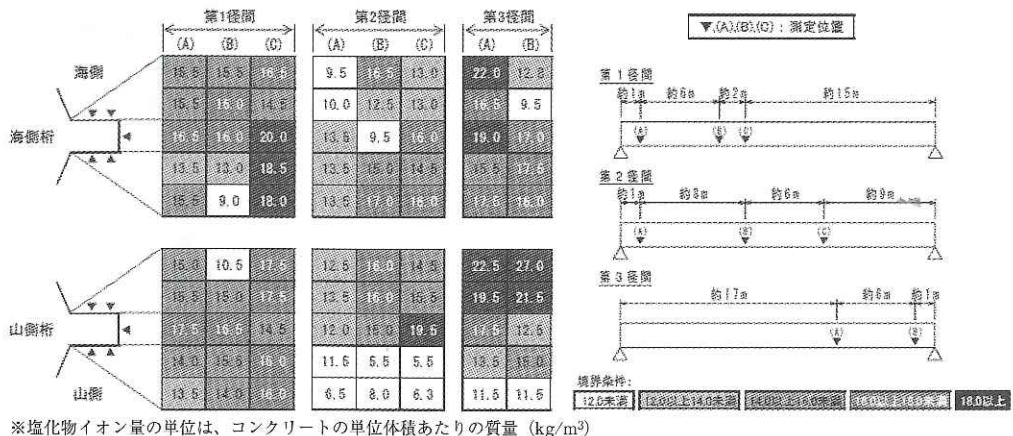 第1径間 第2径間 第3径間
(A) (B) (C) (A) (B) (C) (A) (B)
海側
海側桁
15.5 15.5 16.5 9.5 16.5 13.0 22.0 12.8
15.5 16.0 14.5 10.0 12.5 13.0 16.5 9.5
16.5 16.0 20.0 13.5 9.5 16.0 19.0 17.0
13.5 13.0 18.5 13.5 15.0 14.5 15.5 17.5
15.5 9.0 18.0 13.5 17.0 16.0 17.5 16.0
山側桁
山側
15.0 10.5 17.5 12.5 16.0 14.5 22.5 27.0
15.5 15.0 17.5 13.5 16.0 15.5 19.5 21.5
17.5 16.5 14.5 12.0 15.0 19.5 17.5 12.5
14.0 15.5 16.0 11.5 5.5 5.5 13.5 15.0
13.5 14.0 16.0 6.5 8.0 6.3 11.5 11.5
※塩化物イオン量の単位は、コンクリートの単位体積あたりの質量 (kg/m³)
▼,(A),(B),(C) : 測定位置
第1径間
約1m 約6m 約2m 約15m
(A) (B) (C)
第2径間
約1m 約8m 約6m 約9m
(A) (B) (C)
第3径間
約17m 約6m 約1m
(A) (B)
境界条件:
12.0未満 12.0以上14.0未満 14.0以上16.0未満 16.0以上18.0未満 18.0以上